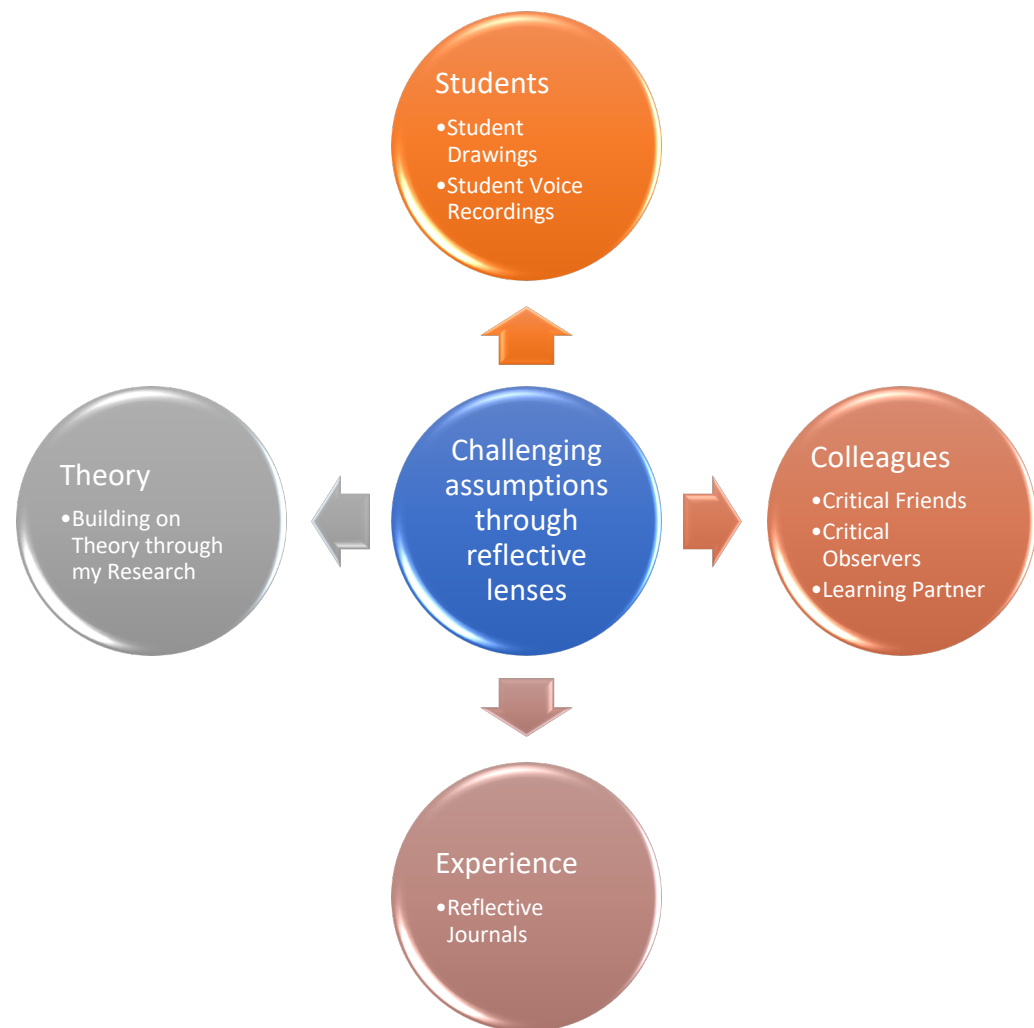 Students
•Student
Drawings
•Student Voice
Recordings
Theory
•Building on
Theory through
my Research
Challenging
assumptions
through
reflective
lenses
Colleagues
•Critical Friends
•Critical
Observers
•Learning Partner
Experience
•Reflective
Journals